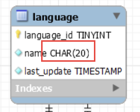 language
language_id TINYINT
name CHAR(20)
last_update TIMESTAMP
Indexes